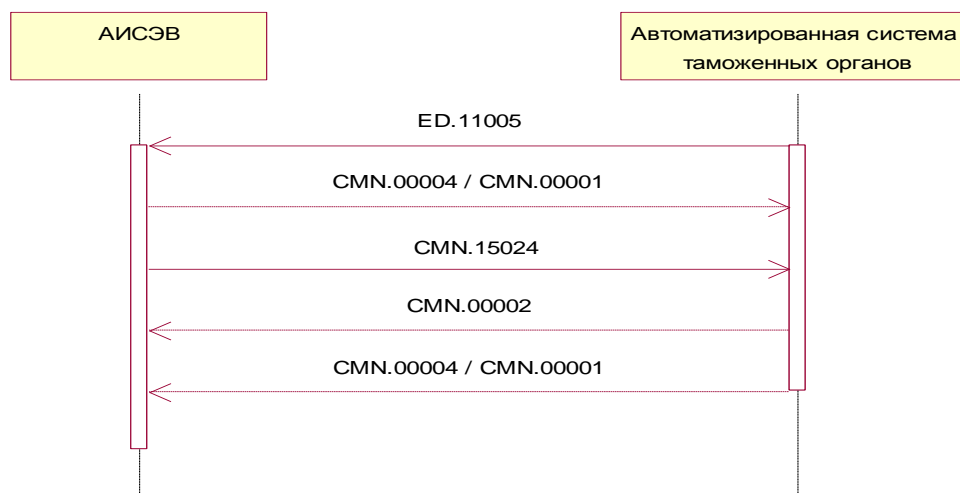 АИСЭВ
Автоматизированная система
таможенных органов
ED.11005
CMN.00004 / CMN.00001
CMN.15024
CMN.00002
CMN.00004 / CMN.00001